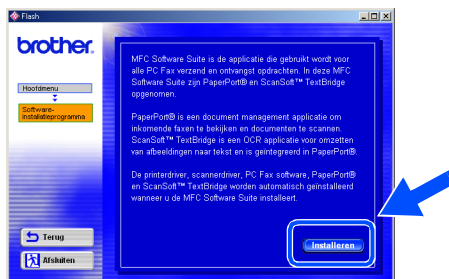 Flash
brother.
Hoofdmenu
Software-
installatieprogramma
MFC Software Suite is de applicatie die gebruikt wordt voor
alle PC Fax verzend en ontvangst opdrachten. In deze MFC
Software Suite zijn PaperPort® en ScanSoft™ TextBridge
opgenomen.
PaperPort® is een document management applicatie om
inkomende faxen te bekijken en documenten te scannen.
ScanSoft™ TextBridge is een OCR applicatie voor omzetten
van afbeeldingen naar tekst en is geïntegreerd in PaperPort®.
De printerdriver, scannerdriver, PC Fax software, PaperPort®
en ScanSoft™ TextBridge worden automatisch geïnstalleerd
wanneer u de MFC Software Suite installeert.
Terug
Afsluiten
Installeren